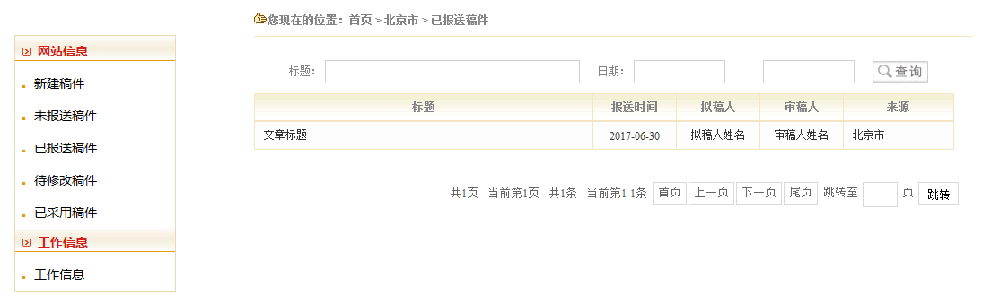 您现在的位置：首页 > 北京市 > 已报送稿件
网站信息
新建稿件
未报送稿件
已报送稿件
待修改稿件
已采用稿件
工作信息
工作信息
标题： 日期： - 查询
标题 报送时间 拟稿人 审稿人 来源
文章标题 2017-06-30 拟稿人姓名 审稿人姓名 北京市
共1页 当前第1页 共1条 当前第1-1条 首页 上一页 下一页 尾页 跳转至 页 跳转